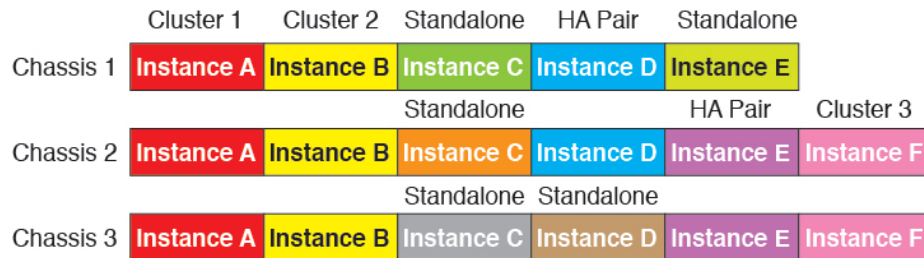 Cluster 1 Cluster 2 Standalone HA Pair Standalone
Chassis 1 Instance A Instance B Instance C Instance D Instance E
Standalone HA Pair Cluster 3
Chassis 2 Instance A Instance B Instance C Instance D Instance E Instance F
Standalone Standalone
Chassis 3 Instance A Instance B Instance C Instance D Instance E Instance F